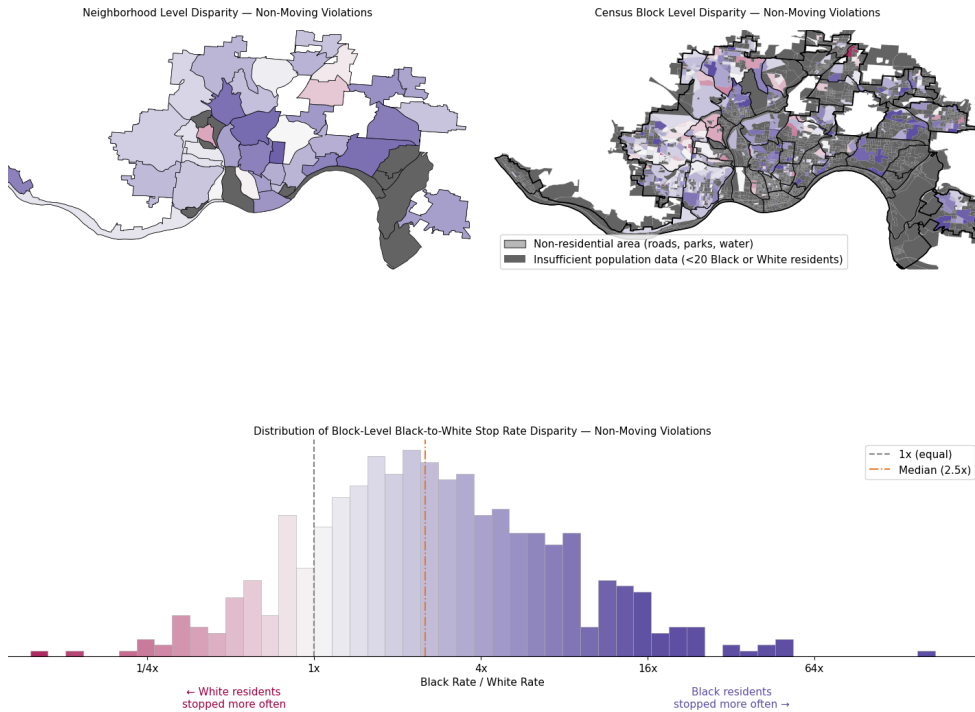 Neighborhood Level Disparity — Non-Moving Violations
Census Block Level Disparity — Non-Moving Violations
Non-residential area (roads, parks, water)
Insufficient population data (<20 Black or White residents)
Distribution of Block-Level Black-to-White Stop Rate Disparity — Non-Moving Violations
1x (equal)
Median (2.5x)
1/4x
1x
4x
16x
64x
Black Rate / White Rate
← White residents
stopped more often
Black residents
stopped more often →